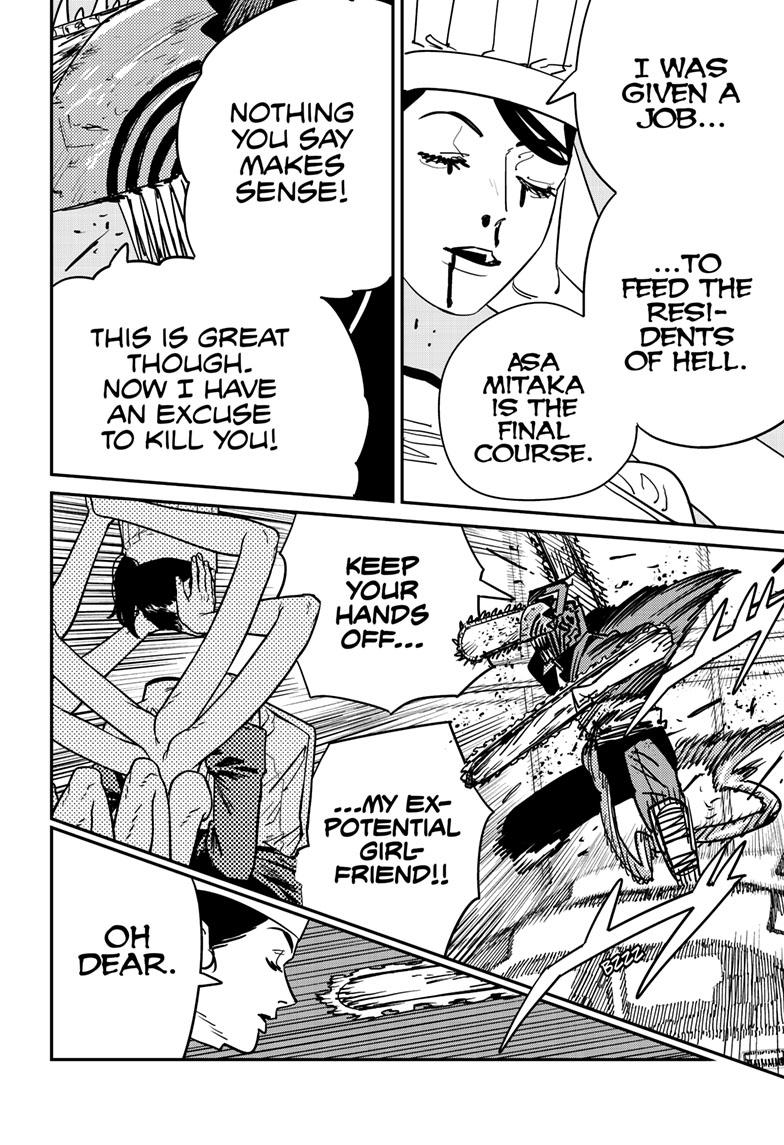 I WAS
GIVEN A
JOB...
...TO
FEED THE
RESI-
DENTS
OF HELL.
ASA
MITAKA
IS THE
FINAL
COURSE.
NOTHING
YOU SAY
MAKES
SENSE!
THIS IS GREAT
THOUGH.
NOW I HAVE
AN EXCUSE
TO KILL YOU!
BZZZ
KEEP
YOUR
HANDS
OFF...
...MY EX-
POTENTIAL
GIRL-
FRIEND!!
OH
DEAR.